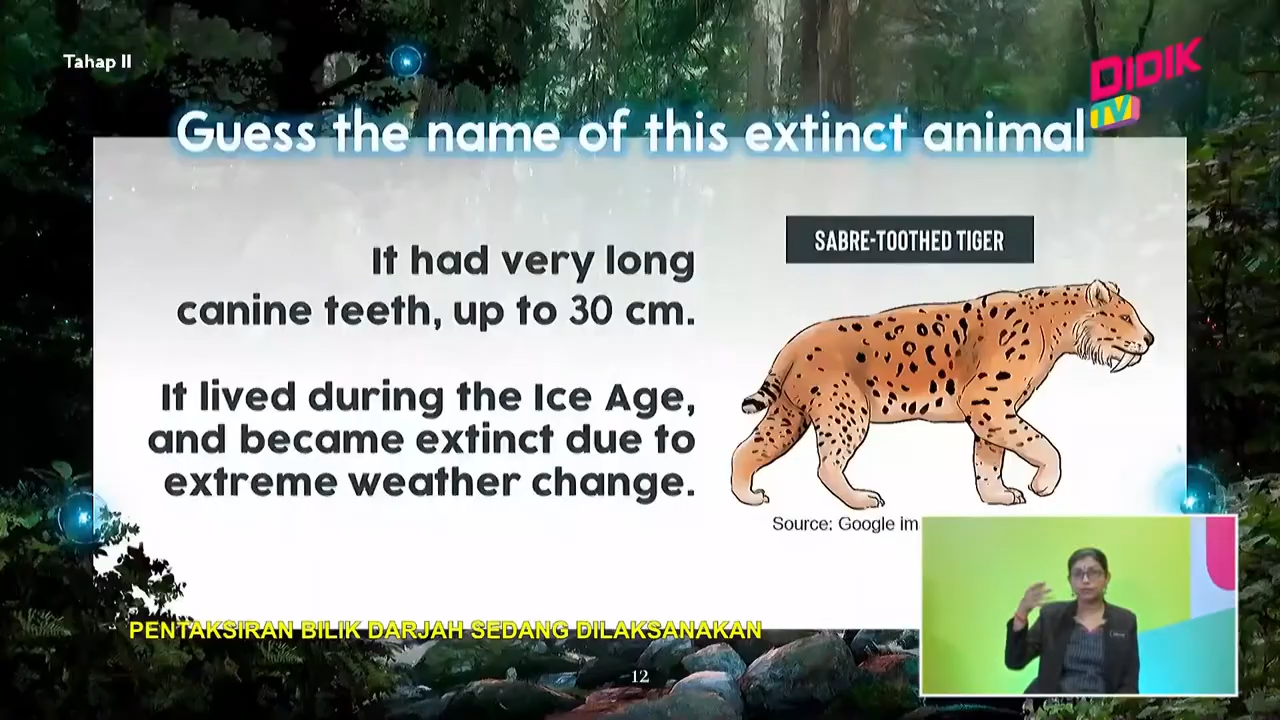 Tahap II
DIDIK
TV
Guess the name of this extinct animal
It had very long
canine teeth, up to 30 cm.
It lived during the Ice Age,
and became extinct due to
extreme weather change.
SABRE-TOOTHED TIGER
Source: Google im
PENTAKSIRAN BILIK DARJAH SEDANG DILAKSANAKAN
12